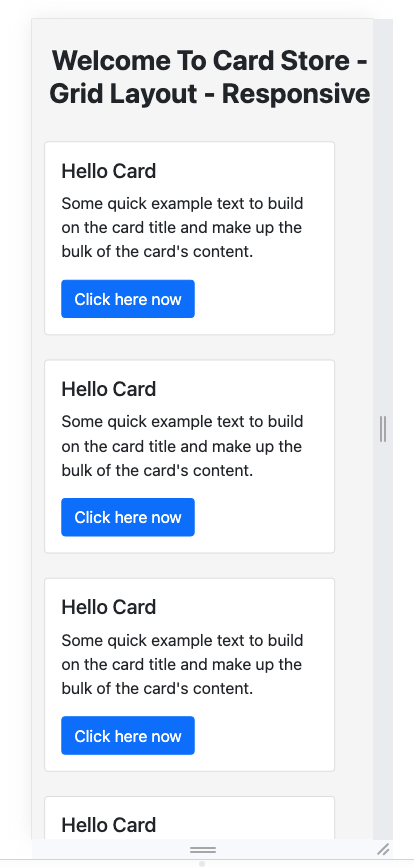 Welcome To Card Store -
Grid Layout - Responsive
Hello Card
Some quick example text to build
on the card title and make up the
bulk of the card's content.
Click here now
Hello Card
Some quick example text to build
on the card title and make up the
bulk of the card's content.
Click here now
Hello Card
Some quick example text to build
on the card title and make up the
bulk of the card's content.
Click here now
Hello Card